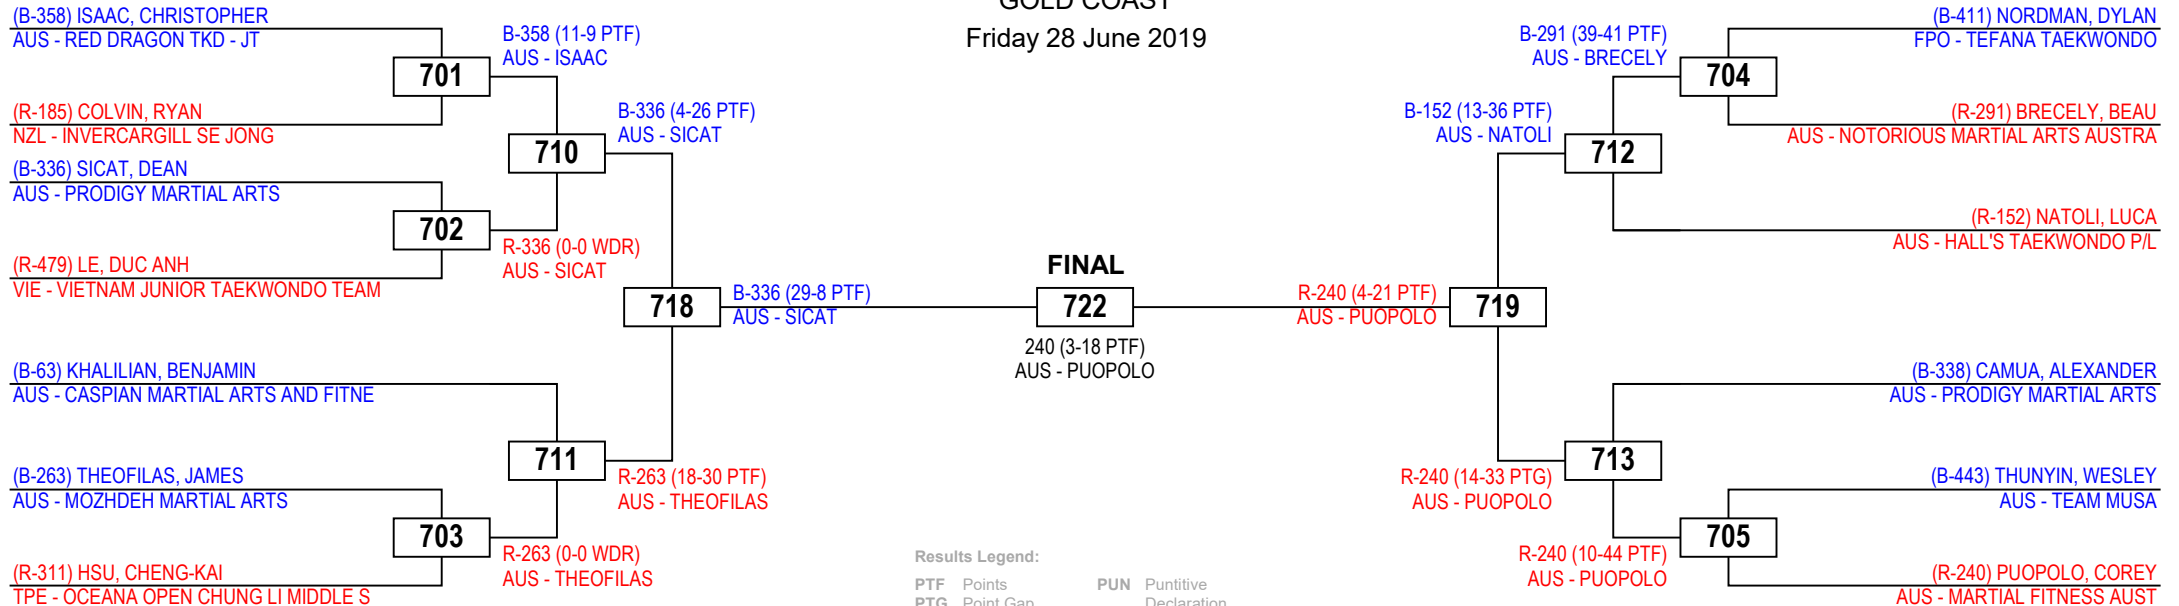 GOLD COAST
Friday 28 June 2019
(B-358) ISAAC, CHRISTOPHER
AUS - RED DRAGON TKD - JT
701
(R-185) COLVIN, RYAN
NZL - INVERCARGILL SE JONG
(B-336) SICAT, DEAN
AUS - PRODIGY MARTIAL ARTS
702
(R-479) LE, DUC ANH
VIE - VIETNAM JUNIOR TAEKWONDO TEAM
(B-63) KHALILIAN, BENJAMIN
AUS - CASPIAN MARTIAL ARTS AND FITNE
(B-263) THEOFILAS, JAMES
AUS - MOZHDEH MARTIAL ARTS
703
(R-311) HSU, CHENG-KAI
TPE - OCEANA OPEN CHUNG LI MIDDLE S
B-358 (11-9 PTF)
AUS - ISAAC
710
R-336 (0-0 WDR)
AUS - SICAT
711
R-263 (0-0 WDR)
AUS - THEOFILAS
B-336 (4-26 PTF)
AUS - SICAT
718
R-263 (18-30 PTF)
AUS - THEOFILAS
B-336 (29-8 PTF)
AUS - SICAT
FINAL
722
240 (3-18 PTF)
AUS - PUOPOLO
R-240 (4-21 PTF)
AUS - PUOPOLO
719
B-152 (13-36 PTF)
AUS - NATOLI
R-240 (14-33 PTG)
AUS - PUOPOLO
B-291 (39-41 PTF)
AUS - BRECELY
712
713
R-240 (10-44 PTF)
AUS - PUOPOLO
(B-411) NORDMAN, DYLAN
FPO - TEFANA TAEKWONDO
704
(R-291) BRECELY, BEAU
AUS - NOTORIOUS MARTIAL ARTS AUSTRA
(R-152) NATOLI, LUCA
AUS - HALL'S TAEKWONDO P/L
(B-338) CAMUA, ALEXANDER
AUS - PRODIGY MARTIAL ARTS
(B-443) THUNYIN, WESLEY
AUS - TEAM MUSA
705
(R-240) PUOPOLO, COREY
AUS - MARTIAL FITNESS AUST
Results Legend:
PTF Points PUN Puntitive
PTG Point Gap Declaration